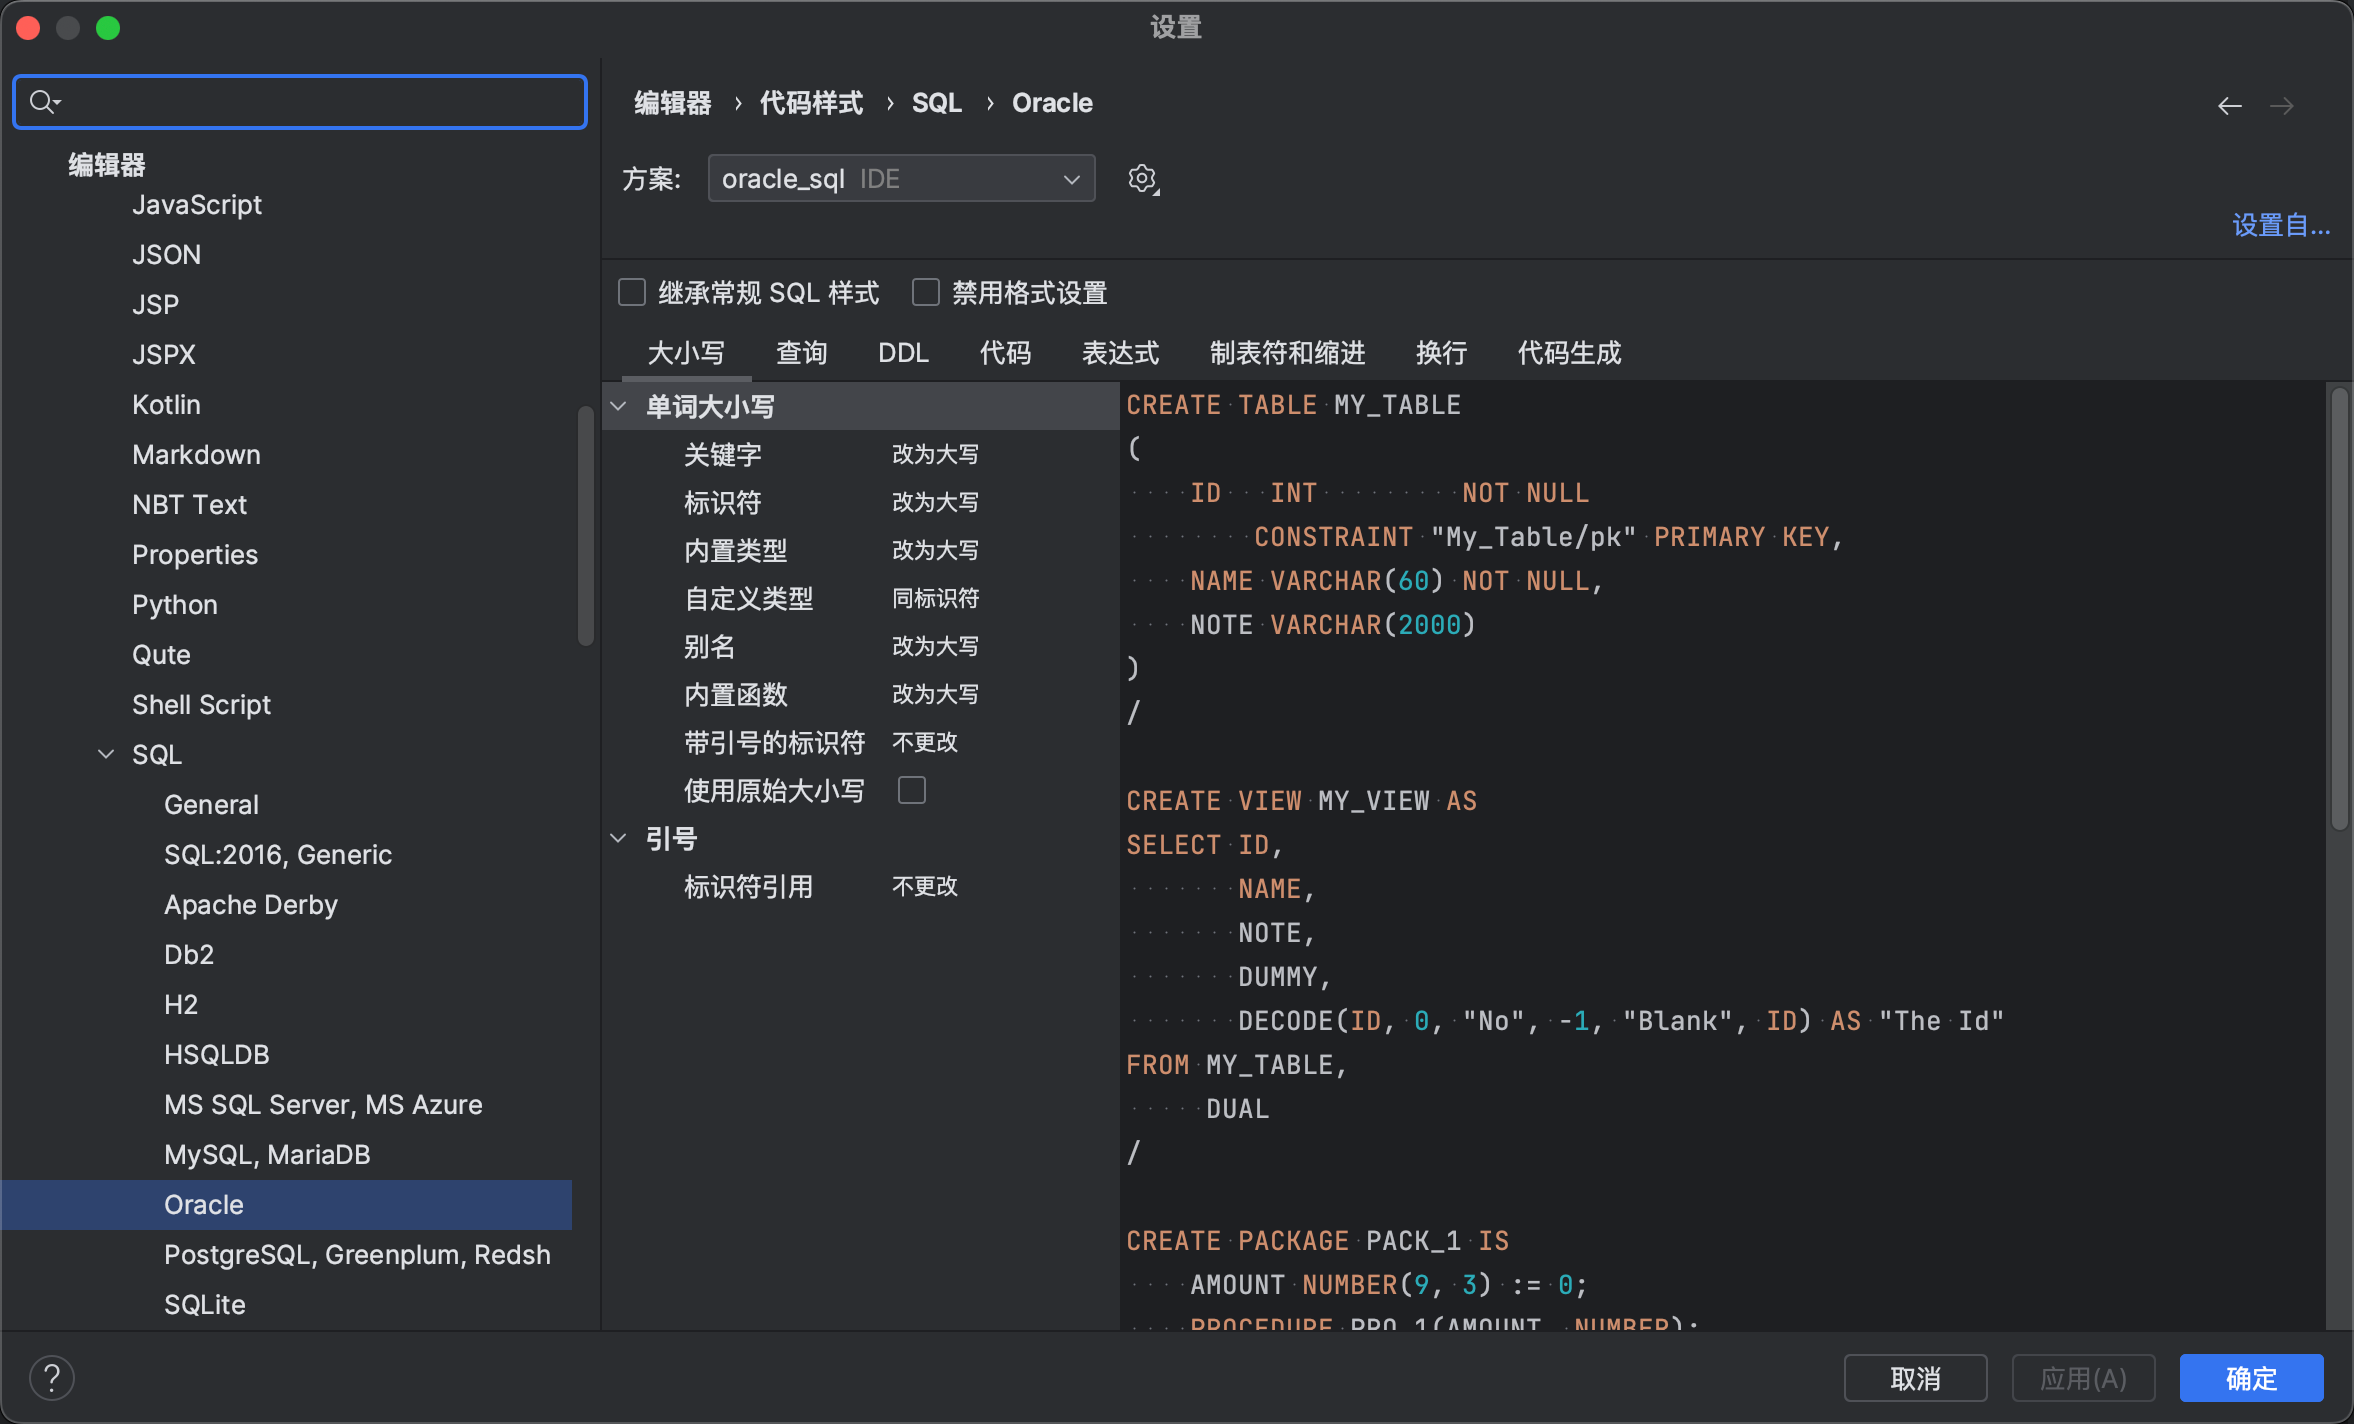 设置
编辑器
JavaScript
JSON
JSP
JSPX
Kotlin
Markdown
NBT Text
Properties
Python
Qute
Shell Script
SQL
General
SQL:2016, Generic
Apache Derby
Db2
H2
HSQLDB
MS SQL Server, MS Azure
MySQL, MariaDB
Oracle
PostgreSQL, Greenplum, Redsh
SQLite
编辑器 › 代码样式 › SQL › Oracle
方案: oracle_sql IDE
设置自...
继承常规 SQL 样式 禁用格式设置
大小写 查询 DDL 代码 表达式 制表符和缩进 换行 代码生成
单词大小写
关键字 改为大写
标识符 改为大写
内置类型 改为大写
自定义类型 同标识符
别名 改为大写
内置函数 改为大写
带引号的标识符 不更改
使用原始大小写
引号
标识符引用 不更改
CREATE TABLE MY_TABLE
(
    ID   INT         NOT NULL
        CONSTRAINT "My_Table/pk" PRIMARY KEY,
    NAME VARCHAR(60) NOT NULL,
    NOTE VARCHAR(2000)
)
/
CREATE VIEW MY_VIEW AS
SELECT ID,
       NAME,
       NOTE,
       DUMMY,
       DECODE(ID, 0, "No", -1, "Blank", ID) AS "The Id"
FROM MY_TABLE,
     DUAL
/
CREATE PACKAGE PACK_1 IS
    AMOUNT NUMBER(9, 3) := 0;
    PROCEDURE PRO_1(AMOUNT  NUMBER);
?
取消 应用(A) 确定